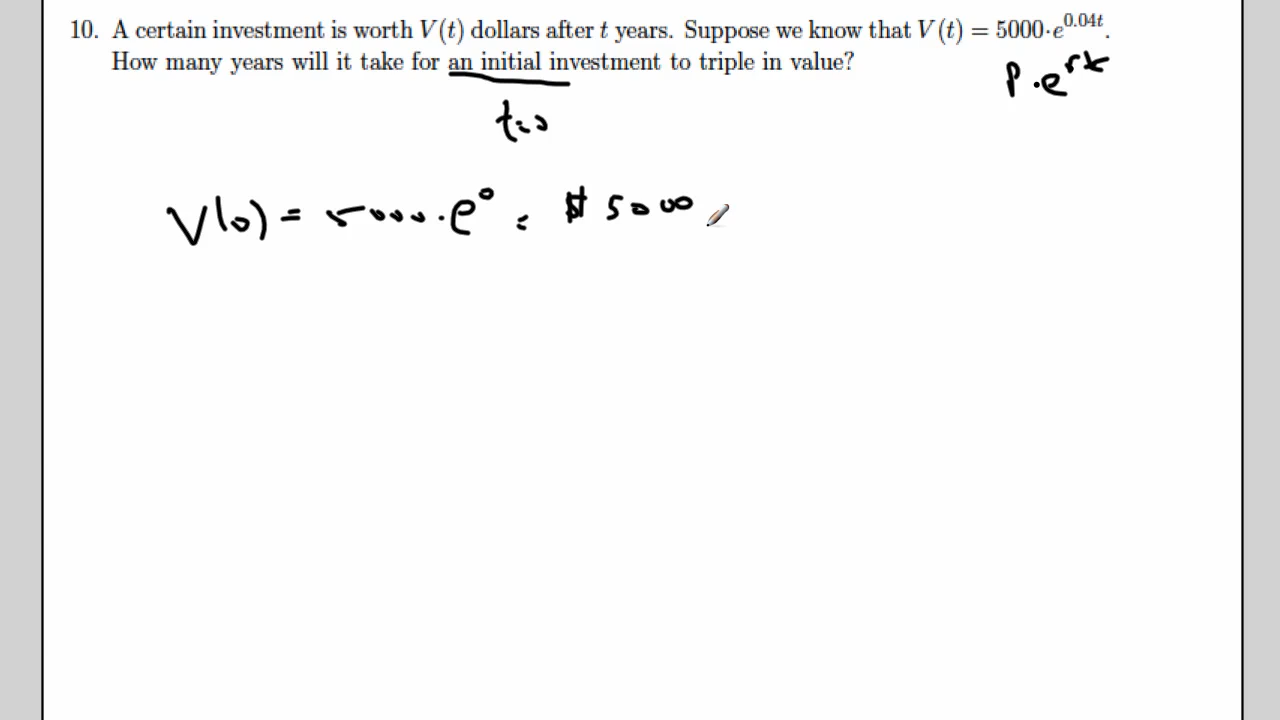 10. A certain investment is worth V(t) dollars after t years. Suppose we know that V(t) = 5000·e^{0.04t}.
How many years will it take for an initial investment to triple in value?
P·e^{rt}
t=0
V(0) = 5000·e^0 = $5000